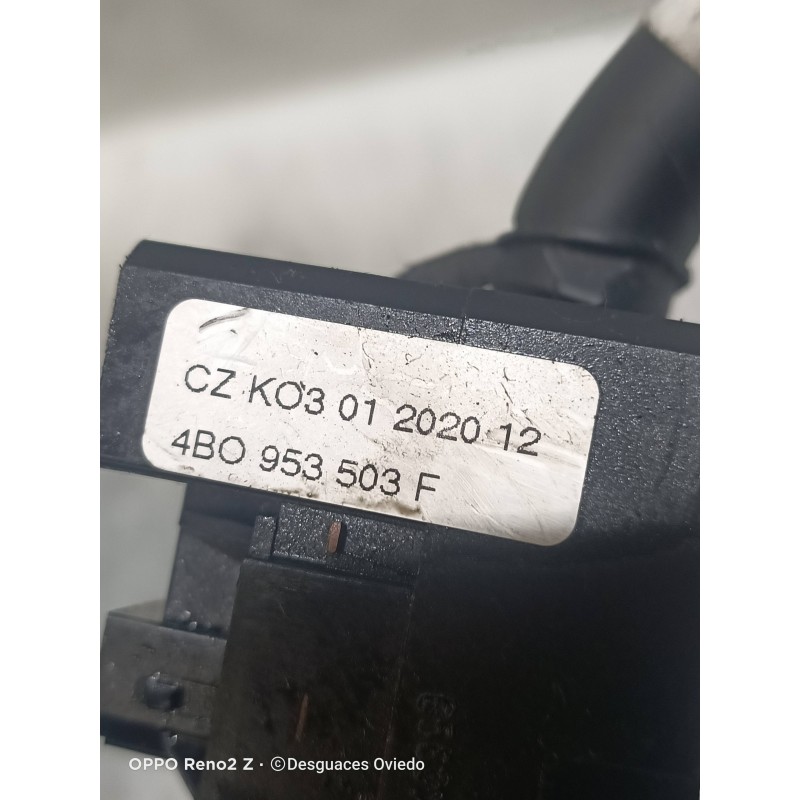 CZ KO3 01 2020 12
4BO 953 503 F
OPPO Reno2 Z · ©Desguaces Oviedo